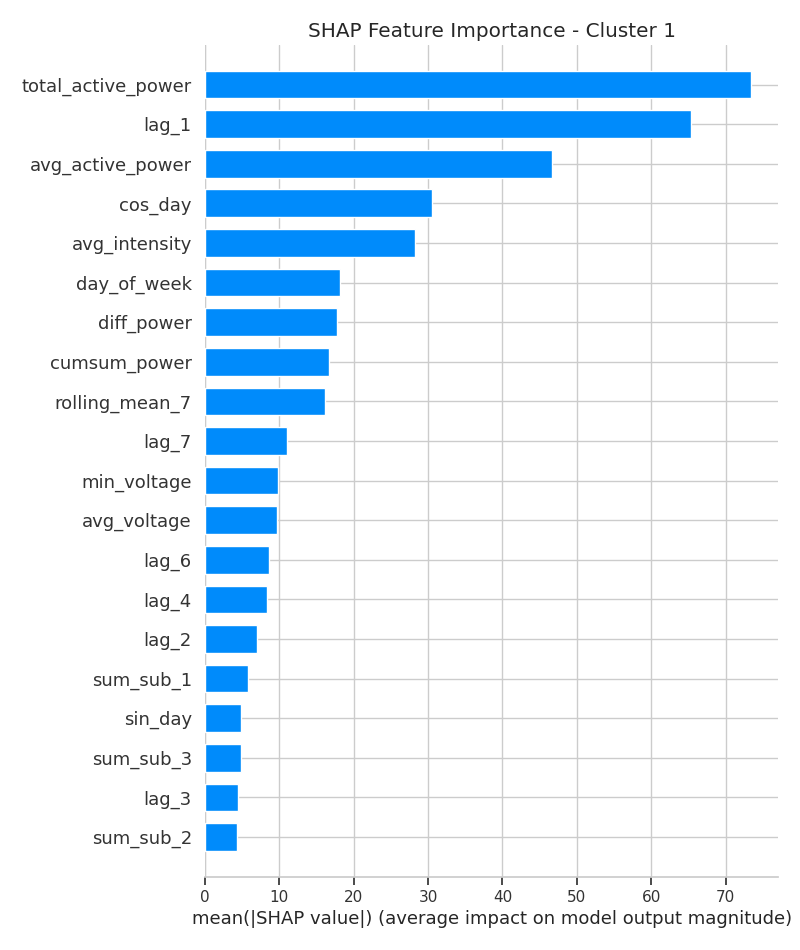 SHAP Feature Importance - Cluster 1
total_active_power
lag_1
avg_active_power
cos_day
avg_intensity
day_of_week
diff_power
cumsum_power
rolling_mean_7
lag_7
min_voltage
avg_voltage
lag_6
lag_4
lag_2
sum_sub_1
sin_day
sum_sub_3
lag_3
sum_sub_2
0 10 20 30 40 50 60 70
mean(|SHAP value|) (average impact on model output magnitude)